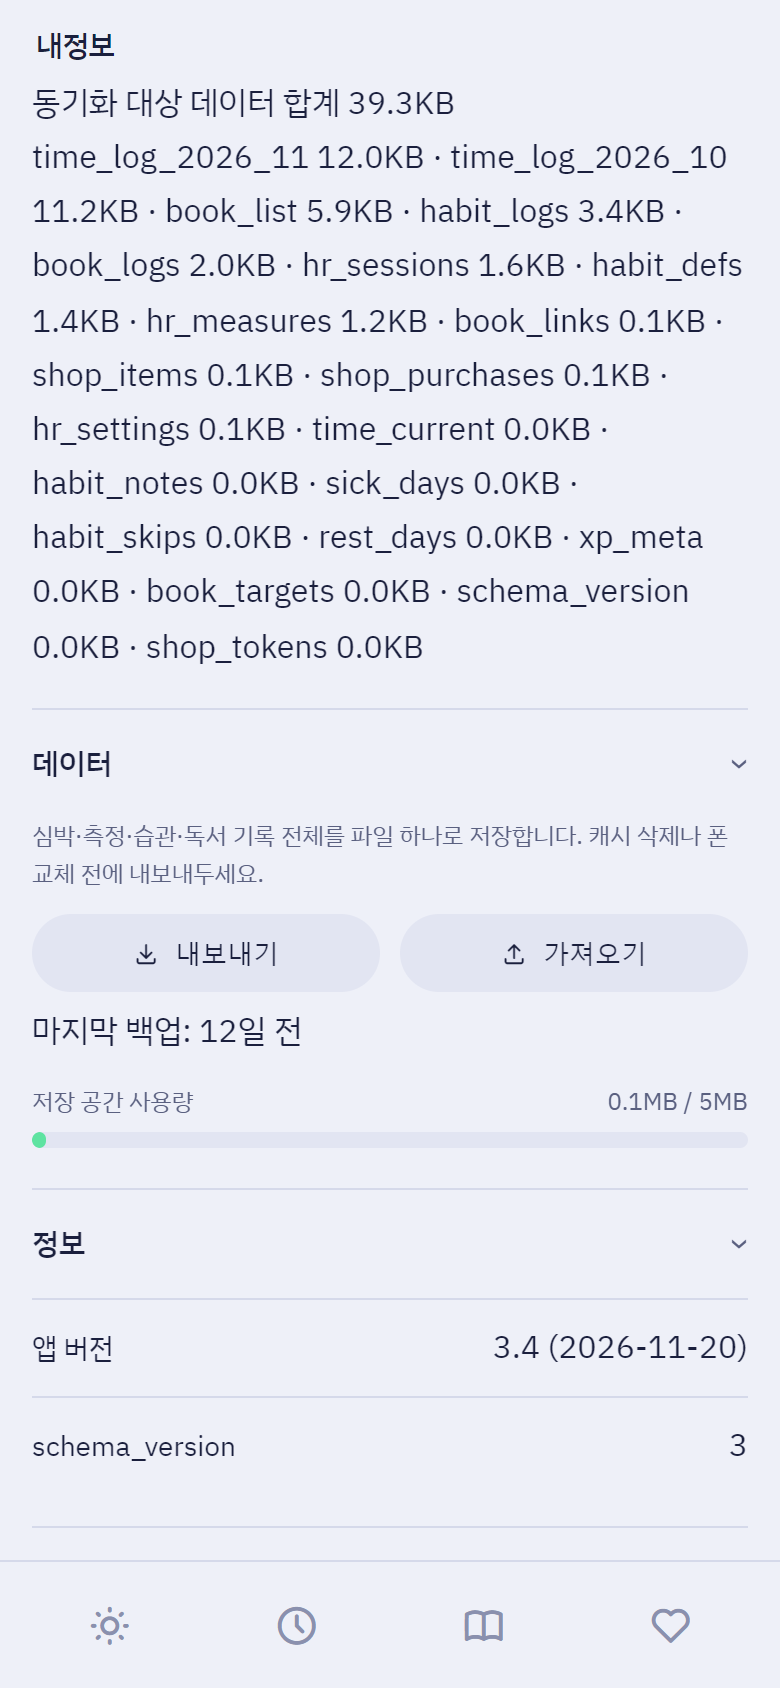 내정보
동기화 대상 데이터 합계 39.3KB
time_log_2026_11 12.0KB · time_log_2026_10
11.2KB · book_list 5.9KB · habit_logs 3.4KB ·
book_logs 2.0KB · hr_sessions 1.6KB · habit_defs
1.4KB · hr_measures 1.2KB · book_links 0.1KB ·
shop_items 0.1KB · shop_purchases 0.1KB ·
hr_settings 0.1KB · time_current 0.0KB ·
habit_notes 0.0KB · sick_days 0.0KB ·
habit_skips 0.0KB · rest_days 0.0KB · xp_meta
0.0KB · book_targets 0.0KB · schema_version
0.0KB · shop_tokens 0.0KB
데이터
심박·측정·습관·독서 기록 전체를 파일 하나로 저장합니다. 캐시 삭제나 폰
교체 전에 내보내두세요.
내보내기
가져오기
마지막 백업: 12일 전
저장 공간 사용량 0.1MB / 5MB
정보
앱 버전 3.4 (2026-11-20)
schema_version 3